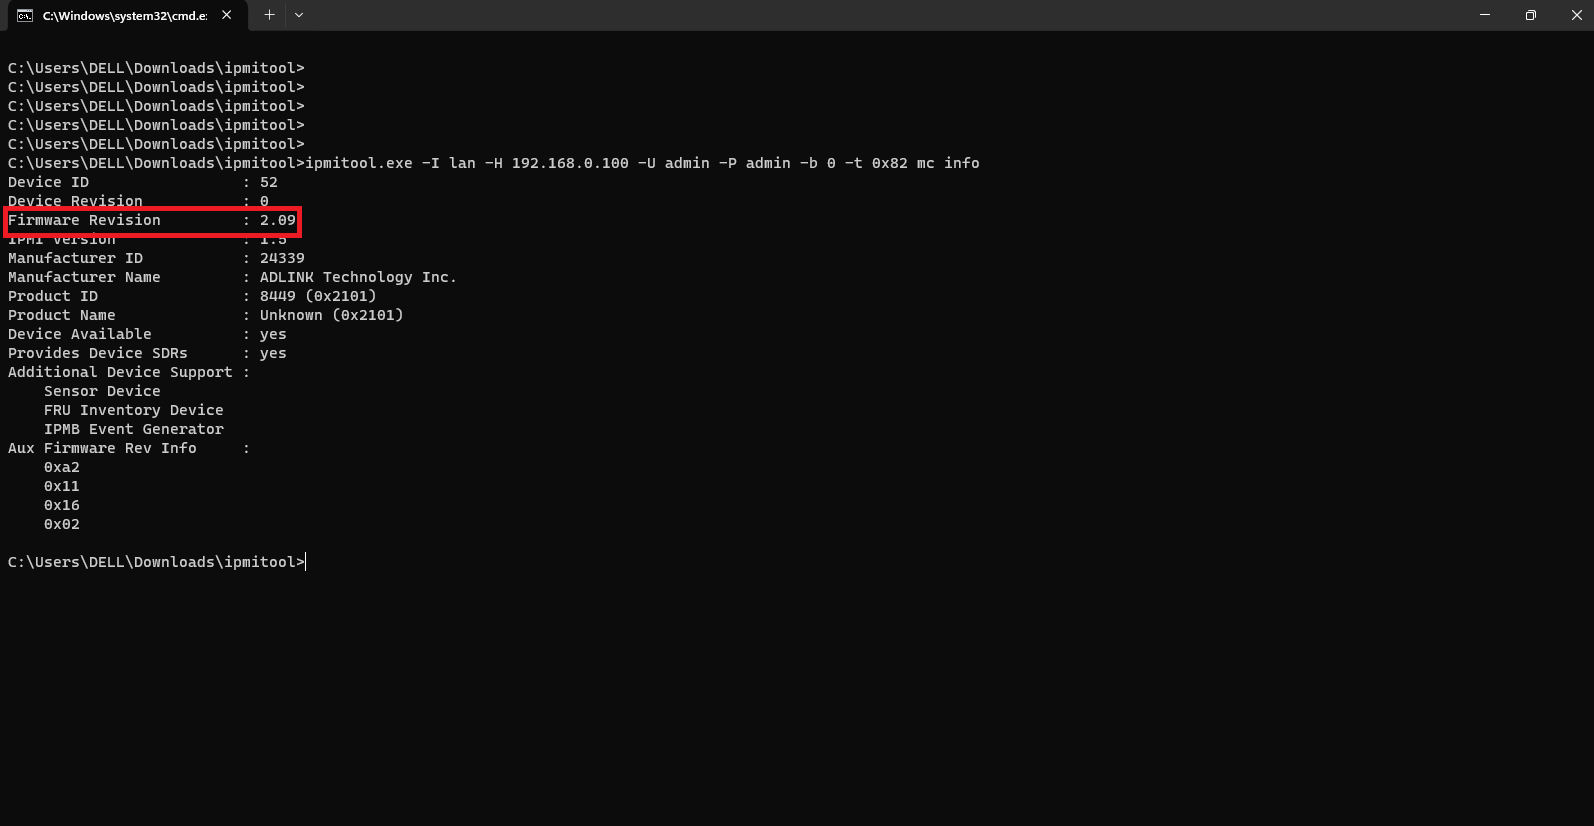 C:\Windows\system32\cmd.e:
C:\Users\DELL\Downloads\ipmitool>
C:\Users\DELL\Downloads\ipmitool>
C:\Users\DELL\Downloads\ipmitool>
C:\Users\DELL\Downloads\ipmitool>
C:\Users\DELL\Downloads\ipmitool>
C:\Users\DELL\Downloads\ipmitool>ipmitool.exe -I lan -H 192.168.0.100 -U admin -P admin -b 0 -t 0x82 mc info
Device ID                 : 52
Device Revision           : 0
Firmware Revision         : 2.09
IPMI Version              : 1.5
Manufacturer ID           : 24339
Manufacturer Name         : ADLINK Technology Inc.
Product ID                : 8449 (0x2101)
Product Name              : Unknown (0x2101)
Device Available          : yes
Provides Device SDRs      : yes
Additional Device Support :
    Sensor Device
    FRU Inventory Device
    IPMB Event Generator
Aux Firmware Rev Info     :
    0xa2
    0x11
    0x16
    0x02
C:\Users\DELL\Downloads\ipmitool>